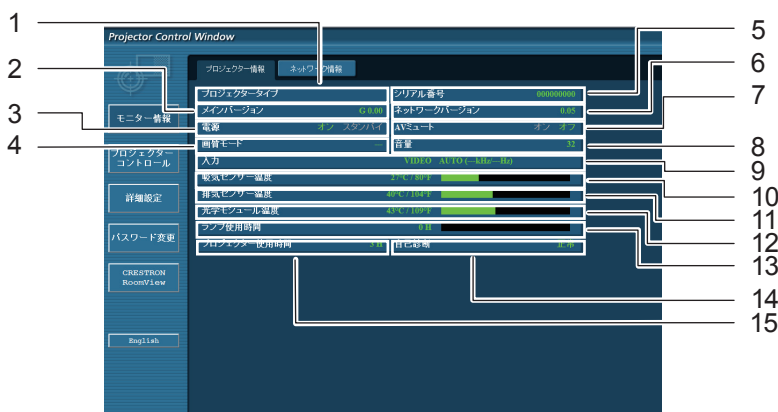 1
2
3
4
5
6
7
8
9
10
11
12
13
14
15
Projector Control Window
プロジェクター情報 ネットワーク情報
プロジェクタータイプ シリアル番号 000000000
メインバージョン G 0.00 ネットワークバージョン 0.05
電源 オン スタンバイ AVミュート オン オフ
画質モード --- 音量 32
入力 VIDEO AUTO (---kHz/---Hz)
吸気センサー温度 27°C / 80°F
排気センサー温度 40°C / 104°F
光学モジュール温度 43°C / 109°F
ランプ使用時間 0 H
プロジェクター使用時間 3 H 自己診断 正常
モニター情報
プロジェクター
コントロール
詳細設定
パスワード変更
CRESTRON
RoomView
English